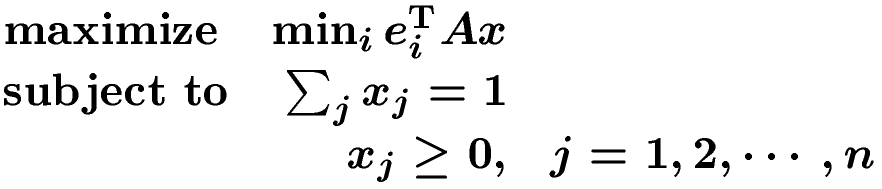 maximize min_i e_i^T Ax
subject to ∑_j x_j = 1
x_j ≥ 0, j = 1, 2, ⋯ , n